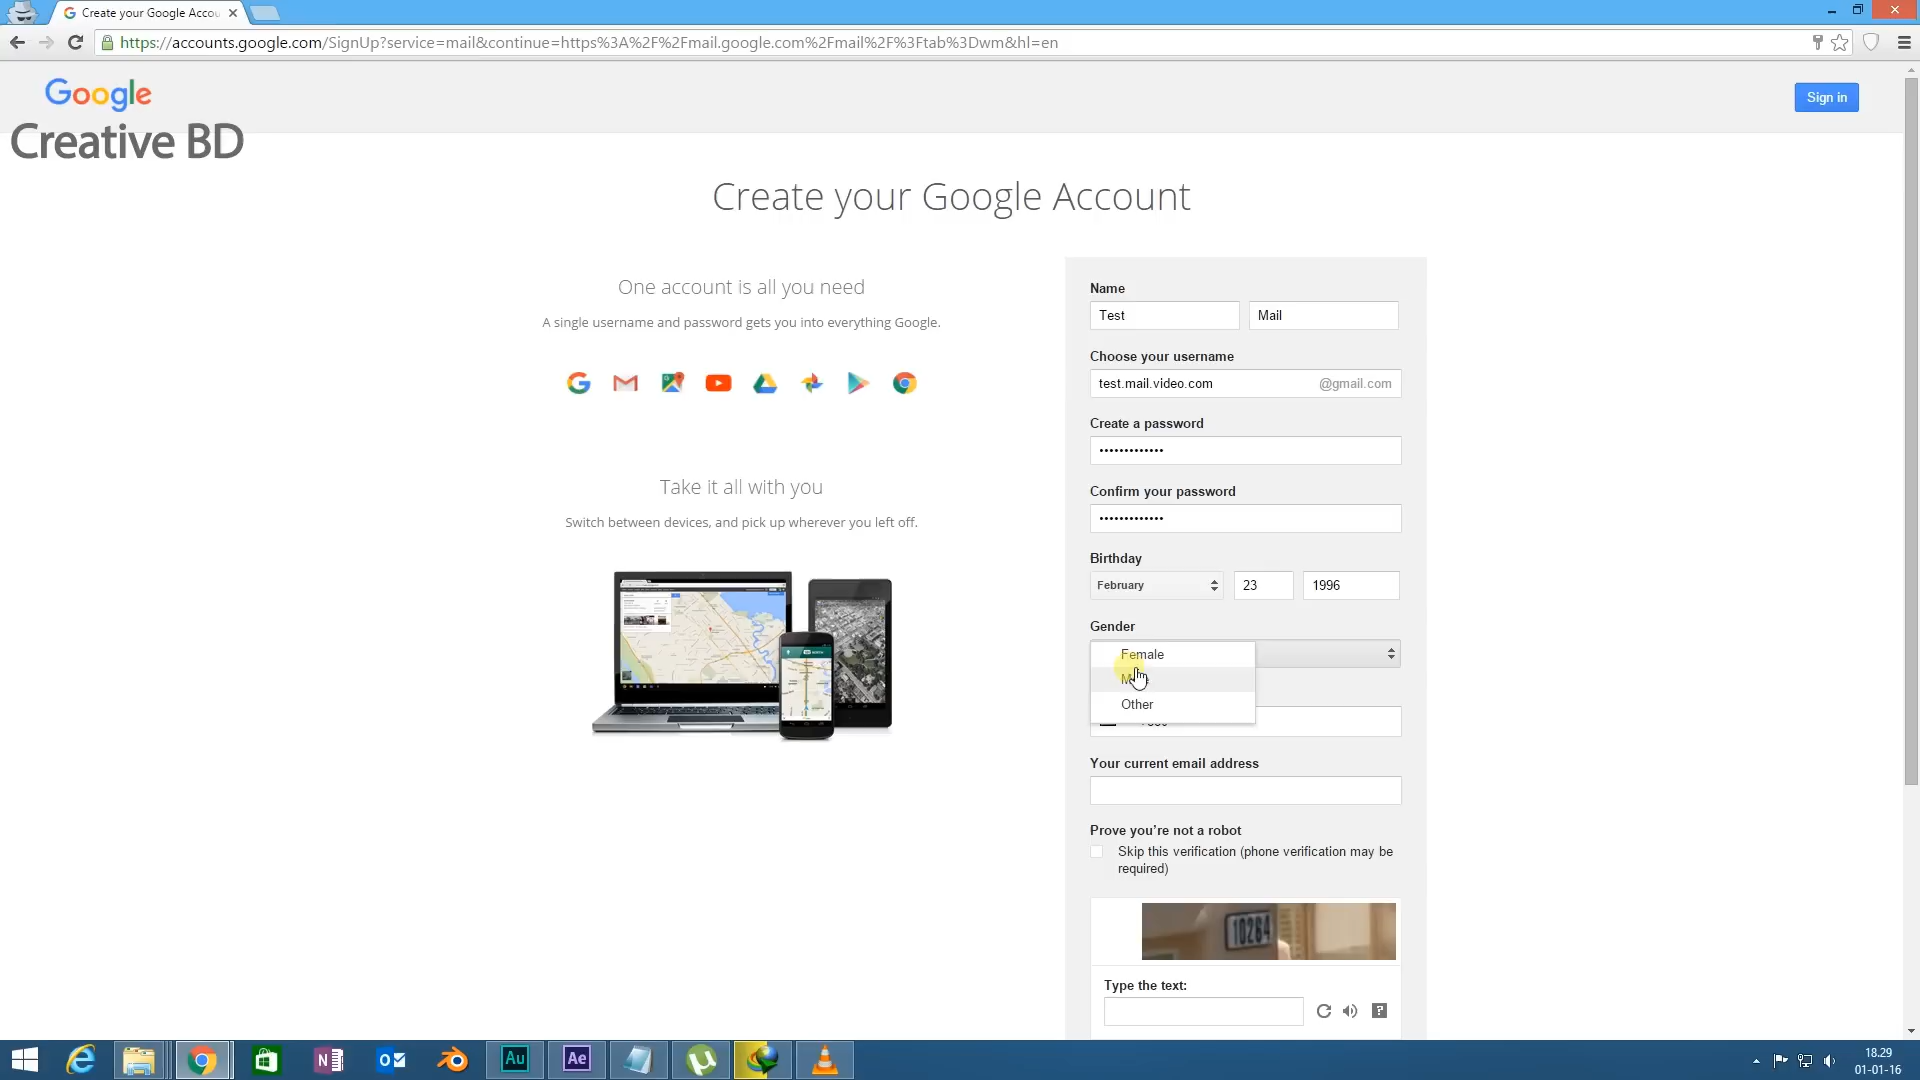 Create your Google Accou
https://accounts.google.com/SignUp?service=mail&continue=https%3A%2F%2Fmail.google.com%2Fmail%2F%3Ftab%3Dwm&hl=en
Google
Sign in
Creative BD
Create your Google Account
One account is all you need
A single username and password gets you into everything Google.
Take it all with you
Switch between devices, and pick up wherever you left off.
Name
Test
Mail
Choose your username
test.mail.video.com
@gmail.com
Create a password
Confirm your password
Birthday
February
23
1996
Gender
Female
Other
Your current email address
Prove you're not a robot
Skip this verification (phone verification may be
required)
10264
Type the text:
18.29
01-01-16